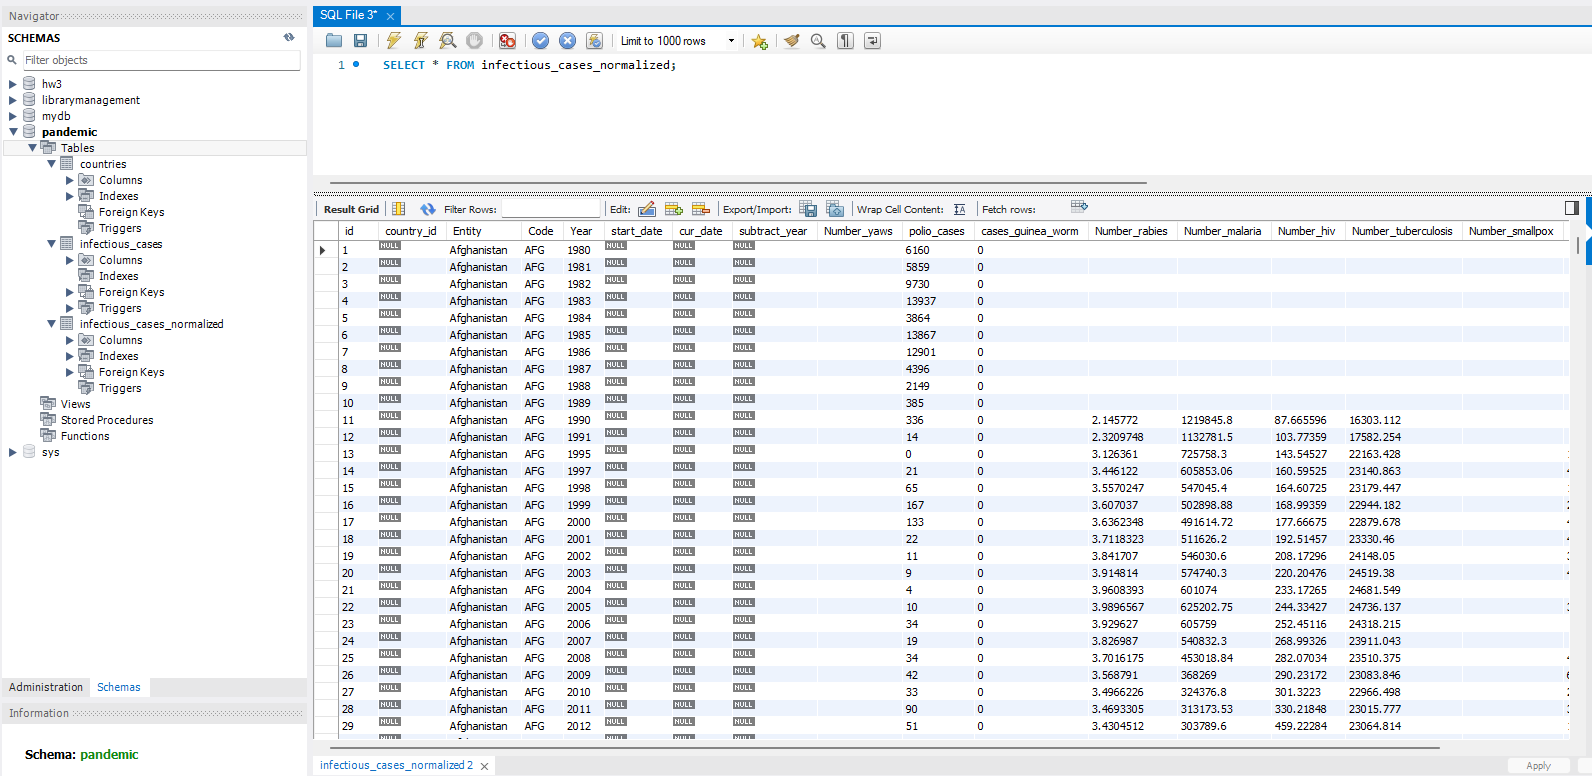 Navigator
SCHEMAS
Filter objects
hw3
librarymanagement
mydb
pandemic
Tables
countries
Columns
Indexes
Foreign Keys
Triggers
infectious_cases
Columns
Indexes
Foreign Keys
Triggers
infectious_cases_normalized
Columns
Indexes
Foreign Keys
Triggers
Views
Stored Procedures
Functions
sys
Administration Schemas
Information
Schema: pandemic
SQL File 3*
Limit to 1000 rows
1 SELECT * FROM infectious_cases_normalized;
Result Grid Filter Rows: Edit: Export/Import: Wrap Cell Content: Fetch rows:
id country_id Entity Code Year start_date cur_date subtract_year Number_yaws polio_cases cases_guinea_worm Number_rabies Number_malaria Number_hiv Number_tuberculosis Number_smallpox
1 NULL Afghanistan AFG 1980 NULL NULL NULL 6160 0
2 NULL Afghanistan AFG 1981 NULL NULL NULL 5859 0
3 NULL Afghanistan AFG 1982 NULL NULL NULL 9730 0
4 NULL Afghanistan AFG 1983 NULL NULL NULL 13937 0
5 NULL Afghanistan AFG 1984 NULL NULL NULL 3864 0
6 NULL Afghanistan AFG 1985 NULL NULL NULL 13867 0
7 NULL Afghanistan AFG 1986 NULL NULL NULL 12901 0
8 NULL Afghanistan AFG 1987 NULL NULL NULL 4396 0
9 NULL Afghanistan AFG 1988 NULL NULL NULL 2149 0
10 NULL Afghanistan AFG 1989 NULL NULL NULL 385 0
11 NULL Afghanistan AFG 1990 NULL NULL NULL 336 0 2.145772 1219845.8 87.665596 16303.112
12 NULL Afghanistan AFG 1991 NULL NULL NULL 14 0 2.3209748 1132781.5 103.77359 17582.254
13 NULL Afghanistan AFG 1995 NULL NULL NULL 0 0 3.126361 725758.3 143.54527 22163.428
14 NULL Afghanistan AFG 1997 NULL NULL NULL 21 0 3.446122 605853.06 160.59525 23140.863
15 NULL Afghanistan AFG 1998 NULL NULL NULL 65 0 3.5570247 547045.4 164.60725 23179.447
16 NULL Afghanistan AFG 1999 NULL NULL NULL 167 0 3.607037 502898.88 168.99359 22944.182
17 NULL Afghanistan AFG 2000 NULL NULL NULL 133 0 3.6362348 491614.72 177.66675 22879.678
18 NULL Afghanistan AFG 2001 NULL NULL NULL 22 0 3.7118323 511626.2 192.51457 23330.46
19 NULL Afghanistan AFG 2002 NULL NULL NULL 11 0 3.841707 546030.6 208.17296 24148.05
20 NULL Afghanistan AFG 2003 NULL NULL NULL 9 0 3.914814 574740.3 220.20476 24519.38
21 NULL Afghanistan AFG 2004 NULL NULL NULL 4 0 3.9608393 601074 233.17265 24681.549
22 NULL Afghanistan AFG 2005 NULL NULL NULL 10 0 3.9896567 625202.75 244.33427 24736.137
23 NULL Afghanistan AFG 2006 NULL NULL NULL 34 0 3.929627 605759 252.45116 24318.215
24 NULL Afghanistan AFG 2007 NULL NULL NULL 19 0 3.826987 540832.3 268.99326 23911.043
25 NULL Afghanistan AFG 2008 NULL NULL NULL 34 0 3.7016175 453018.84 282.07034 23510.375
26 NULL Afghanistan AFG 2009 NULL NULL NULL 42 0 3.568791 368269 290.23172 23083.846
27 NULL Afghanistan AFG 2010 NULL NULL NULL 33 0 3.4966226 324376.8 301.3223 22966.498
28 NULL Afghanistan AFG 2011 NULL NULL NULL 90 0 3.4693305 313173.53 330.21848 23015.777
29 NULL Afghanistan AFG 2012 NULL NULL NULL 51 0 3.4304512 303789.6 459.22284 23064.814
infectious_cases_normalized 2
Apply